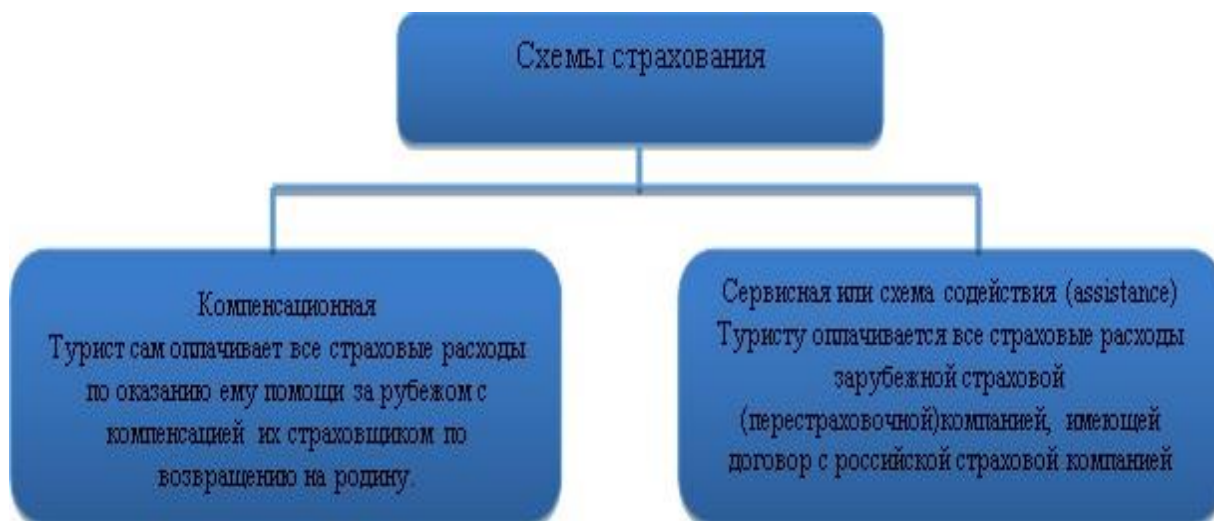 Схемы страхования
Компенсационная
Турист сам оплачивает все страховые расходы
по оказанию ему помощи за рубежом с
компенсацией их страховщиком по
возвращению на родину.
Сервисная или схема содействия (assistance)
Туристу оплачивается все страховые расходы
зарубежной страховой
(перестраховочной)компанией, имеющей
договор с российской страховой компанией